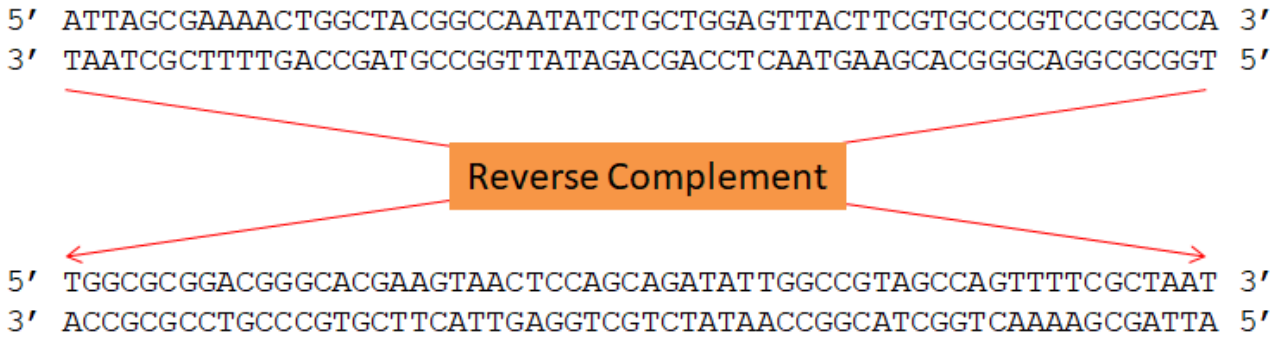 5′ ATTAGCGAAAACTGGCTACGGCCAATATCTGCTGGAGTTACTTCGTGCCCGTCCGCGCCA 3′
3′ TAATCGCTTTTGACCGATGCCGGTTATAGACGACCTCAATGAAGCACGGGCAGGCGCGGT 5′
Reverse Complement
5′ TGGCGCGGACGGGCACGAAGTAACTCCAGCAGATATTGGCCGTAGCCAGTTTTCGCTAAT 3′
3′ ACCGCGCCTGCCCGTGCTTCATTGAGGTCGTCTATAACCGGCATCGGTCAAAAGCGATTA 5′